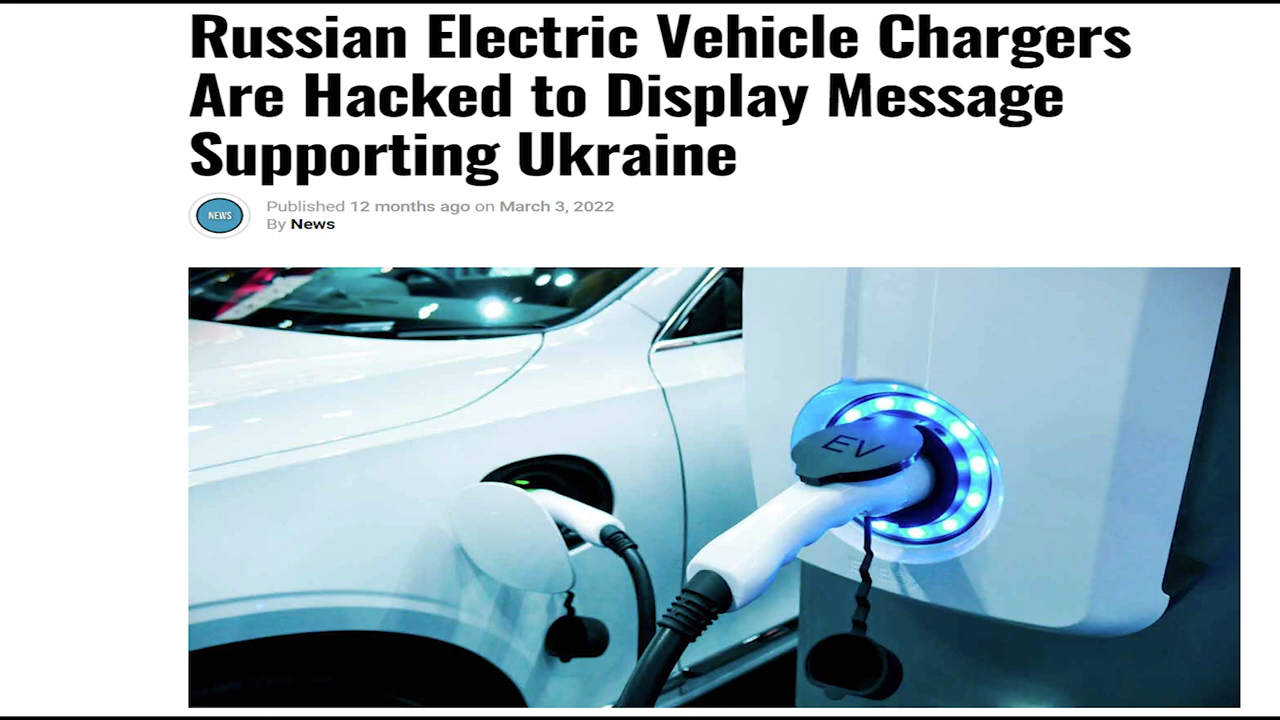 Russian Electric Vehicle Chargers
Are Hacked to Display Message
Supporting Ukraine
NEWS
Published 12 months ago on March 3, 2022
By News
EV